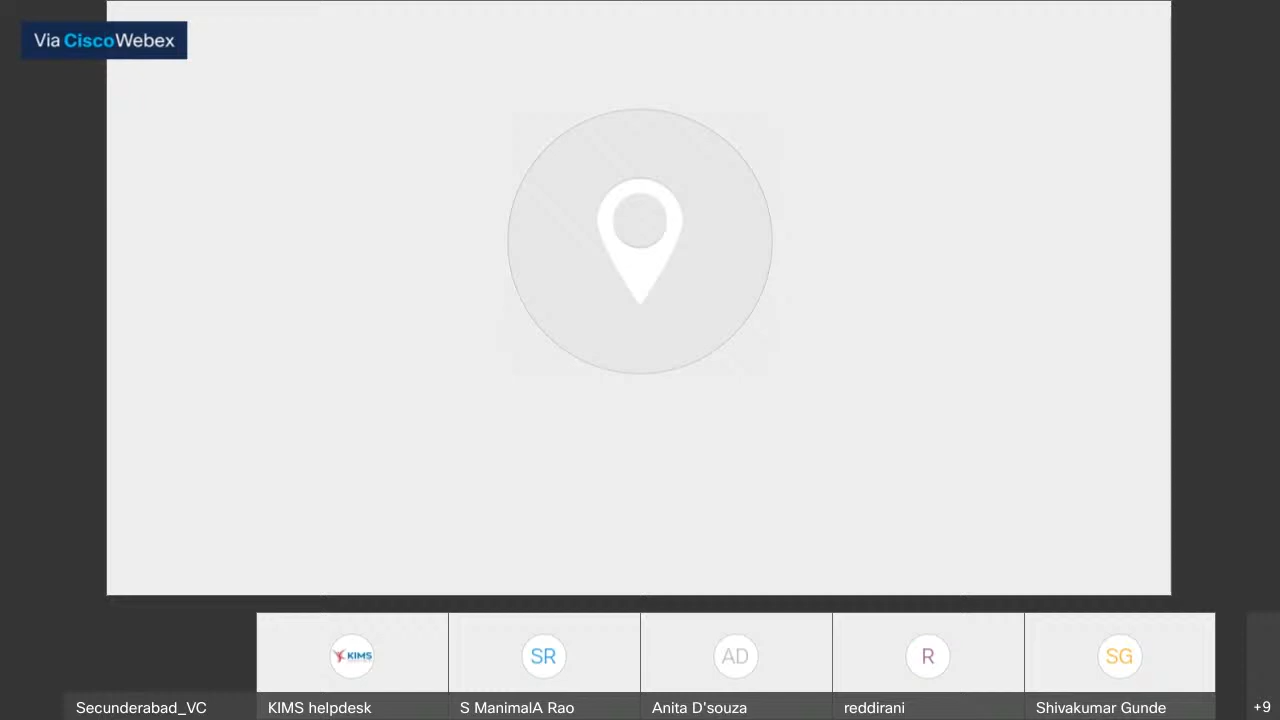 Via CiscoWebex
KIMS
SR
AD
R
SG
Secunderabad_VC
KIMS helpdesk
S ManimalA Rao
Anita D'souza
reddirani
Shivakumar Gunde
+9